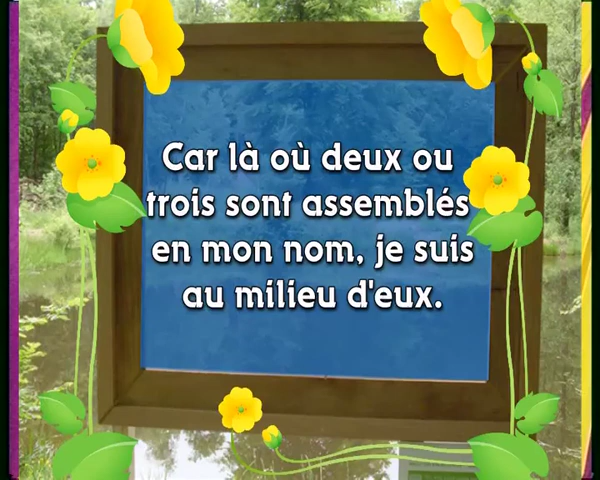 Car là où deux ou
trois sont assemblés
en mon nom, je suis
au milieu d'eux.